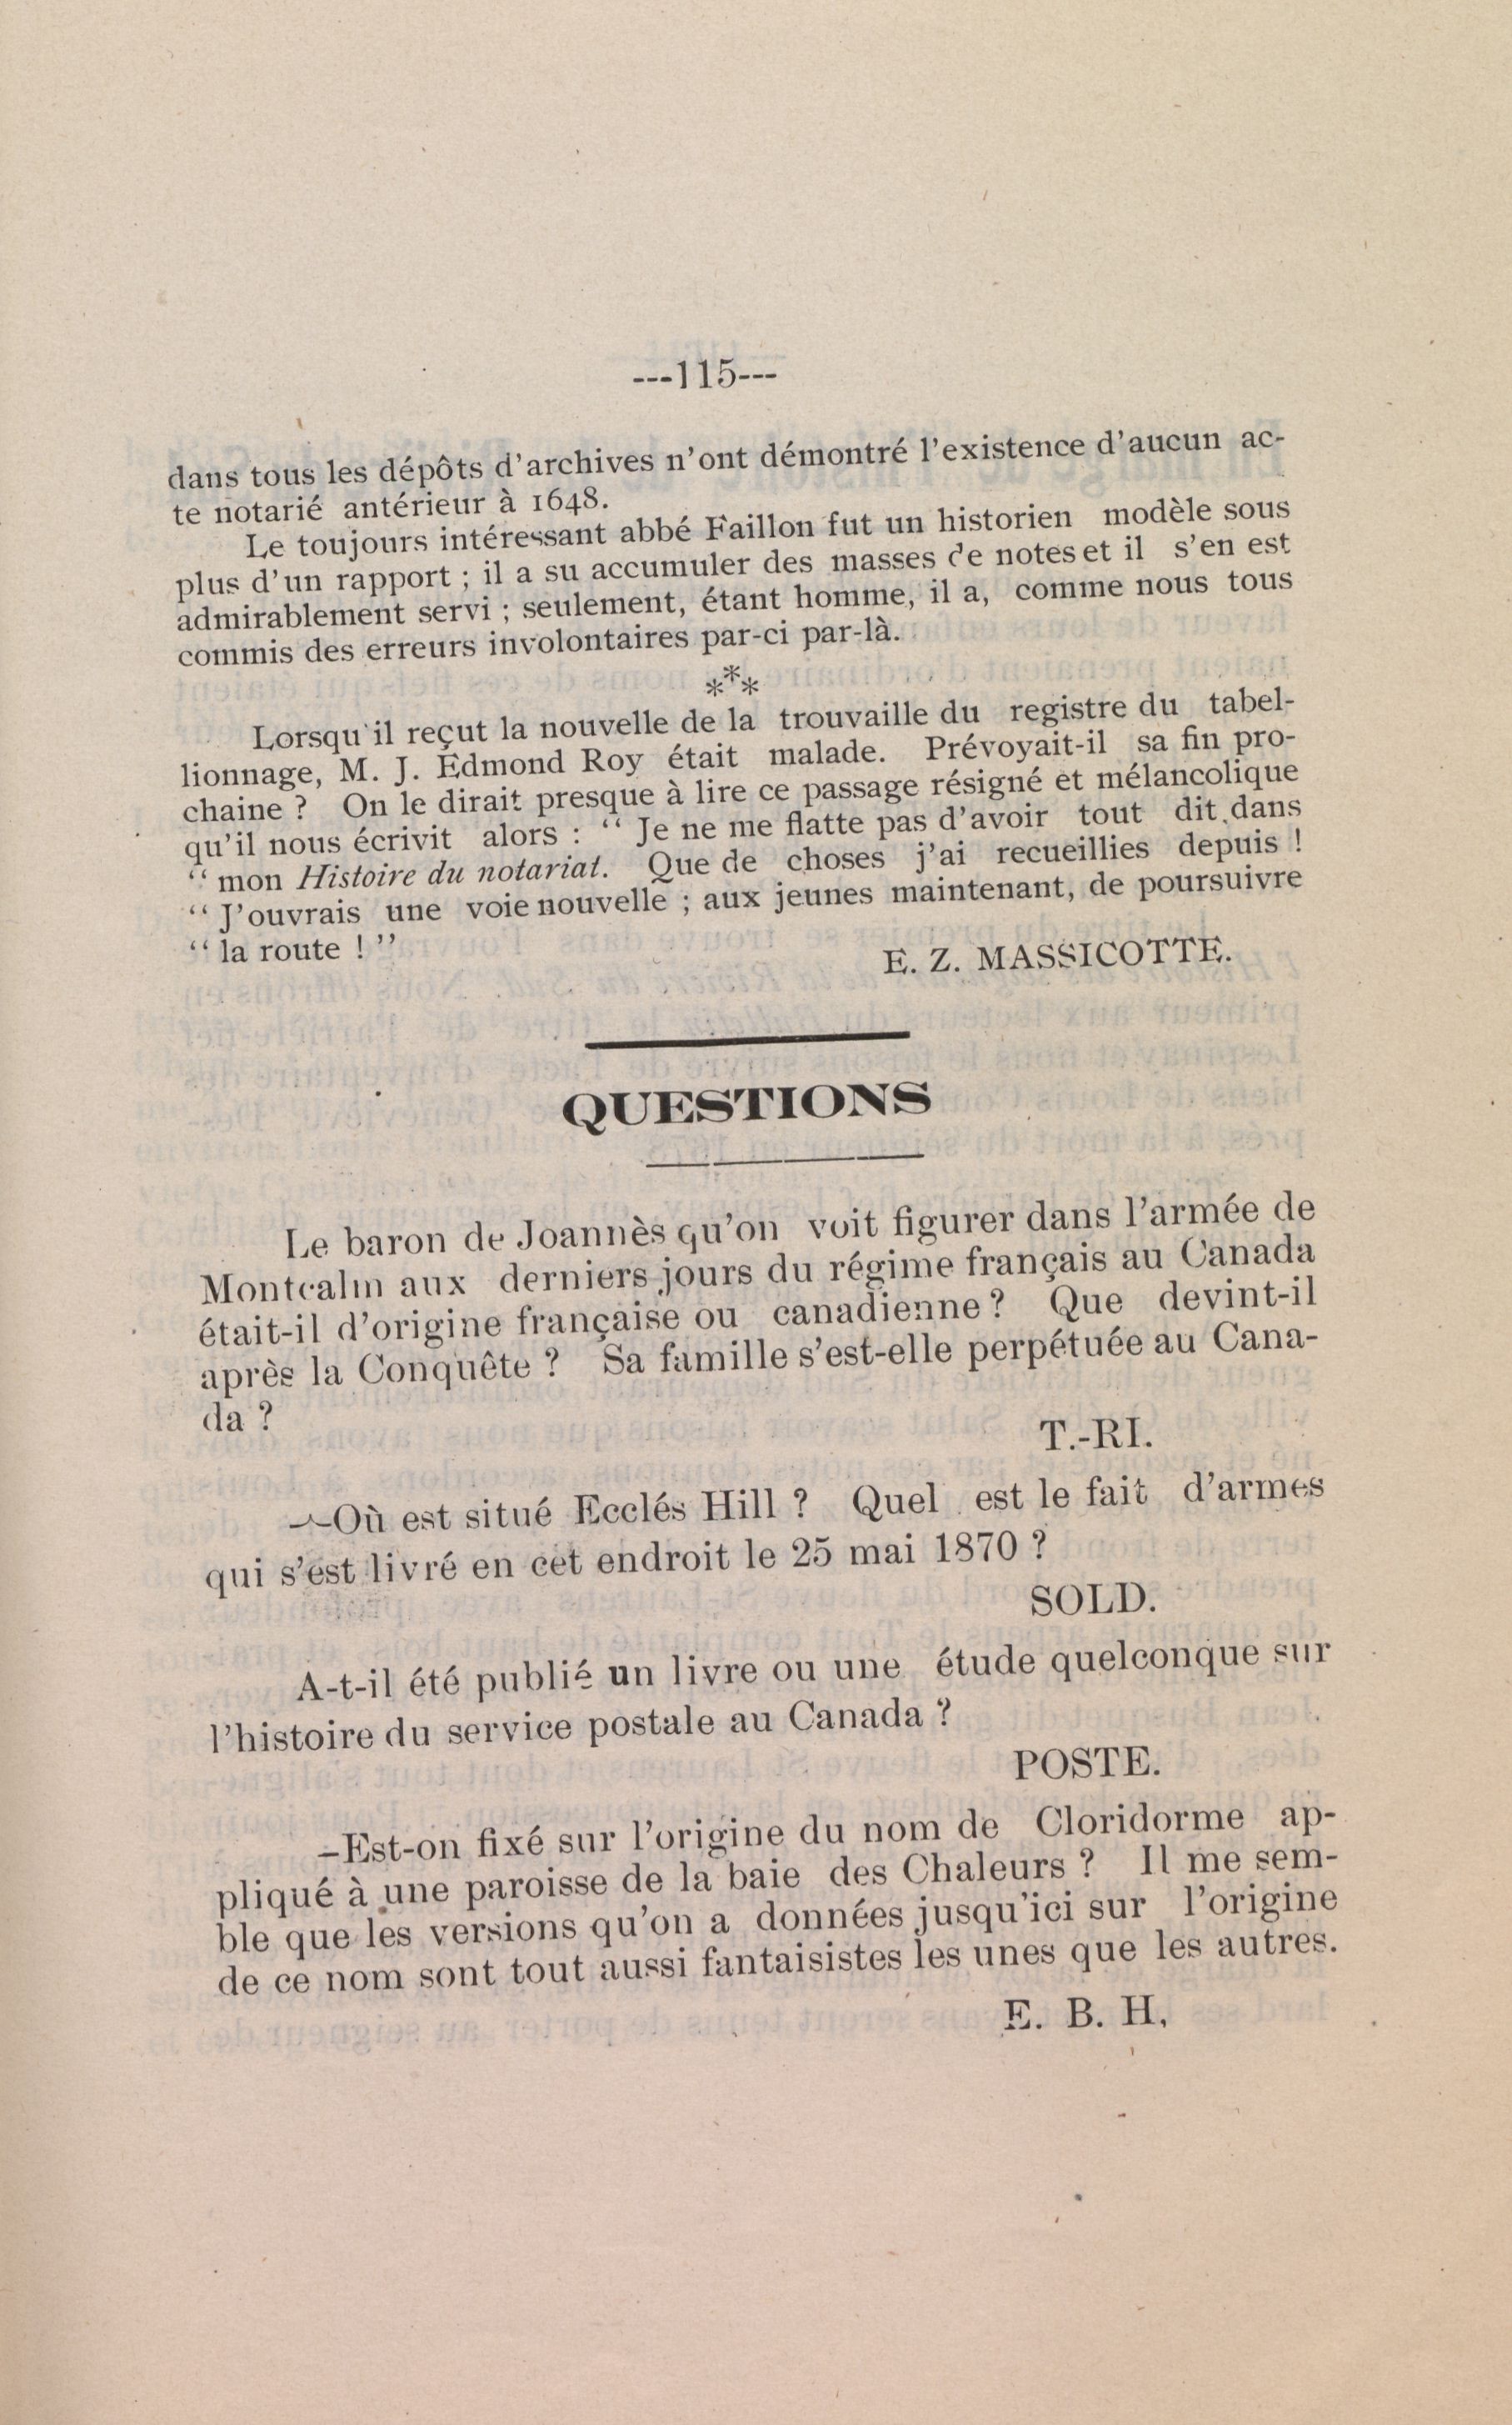 ---115---
dans tous les dépôts d'archives n'ont démontré l'existence d'aucun ac-
te notarié antérieur à 1648.
Le toujours intéressant abbé Faillon fut un historien modèle sous
plus d'un rapport ; il a su accumuler des masses de notes et il s'en est
admirablement servi ; seulement, étant homme, il a, comme nous tous
commis des erreurs involontaires par-ci par-là.
***
Lorsqu'il reçut la nouvelle de la trouvaille du registre du tabel-
lionnage, M. J. Edmond Roy était malade. Prévoyait-il sa fin pro-
chaine ? On le dirait presque à lire ce passage résigné et mélancolique
qu'il nous écrivit alors : “ Je ne me flatte pas d'avoir tout dit dans
“ mon Histoire du notariat. Que de choses j'ai recueillies depuis !
“ J'ouvrais une voie nouvelle ; aux jeunes maintenant, de poursuivre
“ la route ! ”
E. Z. MASSICOTTE.
QUESTIONS
Le baron de Joannès qu'on voit figurer dans l'armée de
Montcalm aux derniers jours du régime français au Canada
était-il d'origine française ou canadienne ? Que devint-il
après la Conquête ? Sa famille s'est-elle perpétuée au Cana-
da ?
T.-RI.
—Où est situé Ecclés Hill ? Quel est le fait d'armes
qui s'est livré en cet endroit le 25 mai 1870 ?
SOLD.
A-t-il été publié un livre ou une étude quelconque sur
l'histoire du service postale au Canada ?
POSTE.
—Est-on fixé sur l'origine du nom de Cloridorme ap-
pliqué à une paroisse de la baie des Chaleurs ? Il me sem-
ble que les versions qu'on a données jusqu'ici sur l'origine
de ce nom sont tout aussi fantaisistes les unes que les autres.
E. B. H,